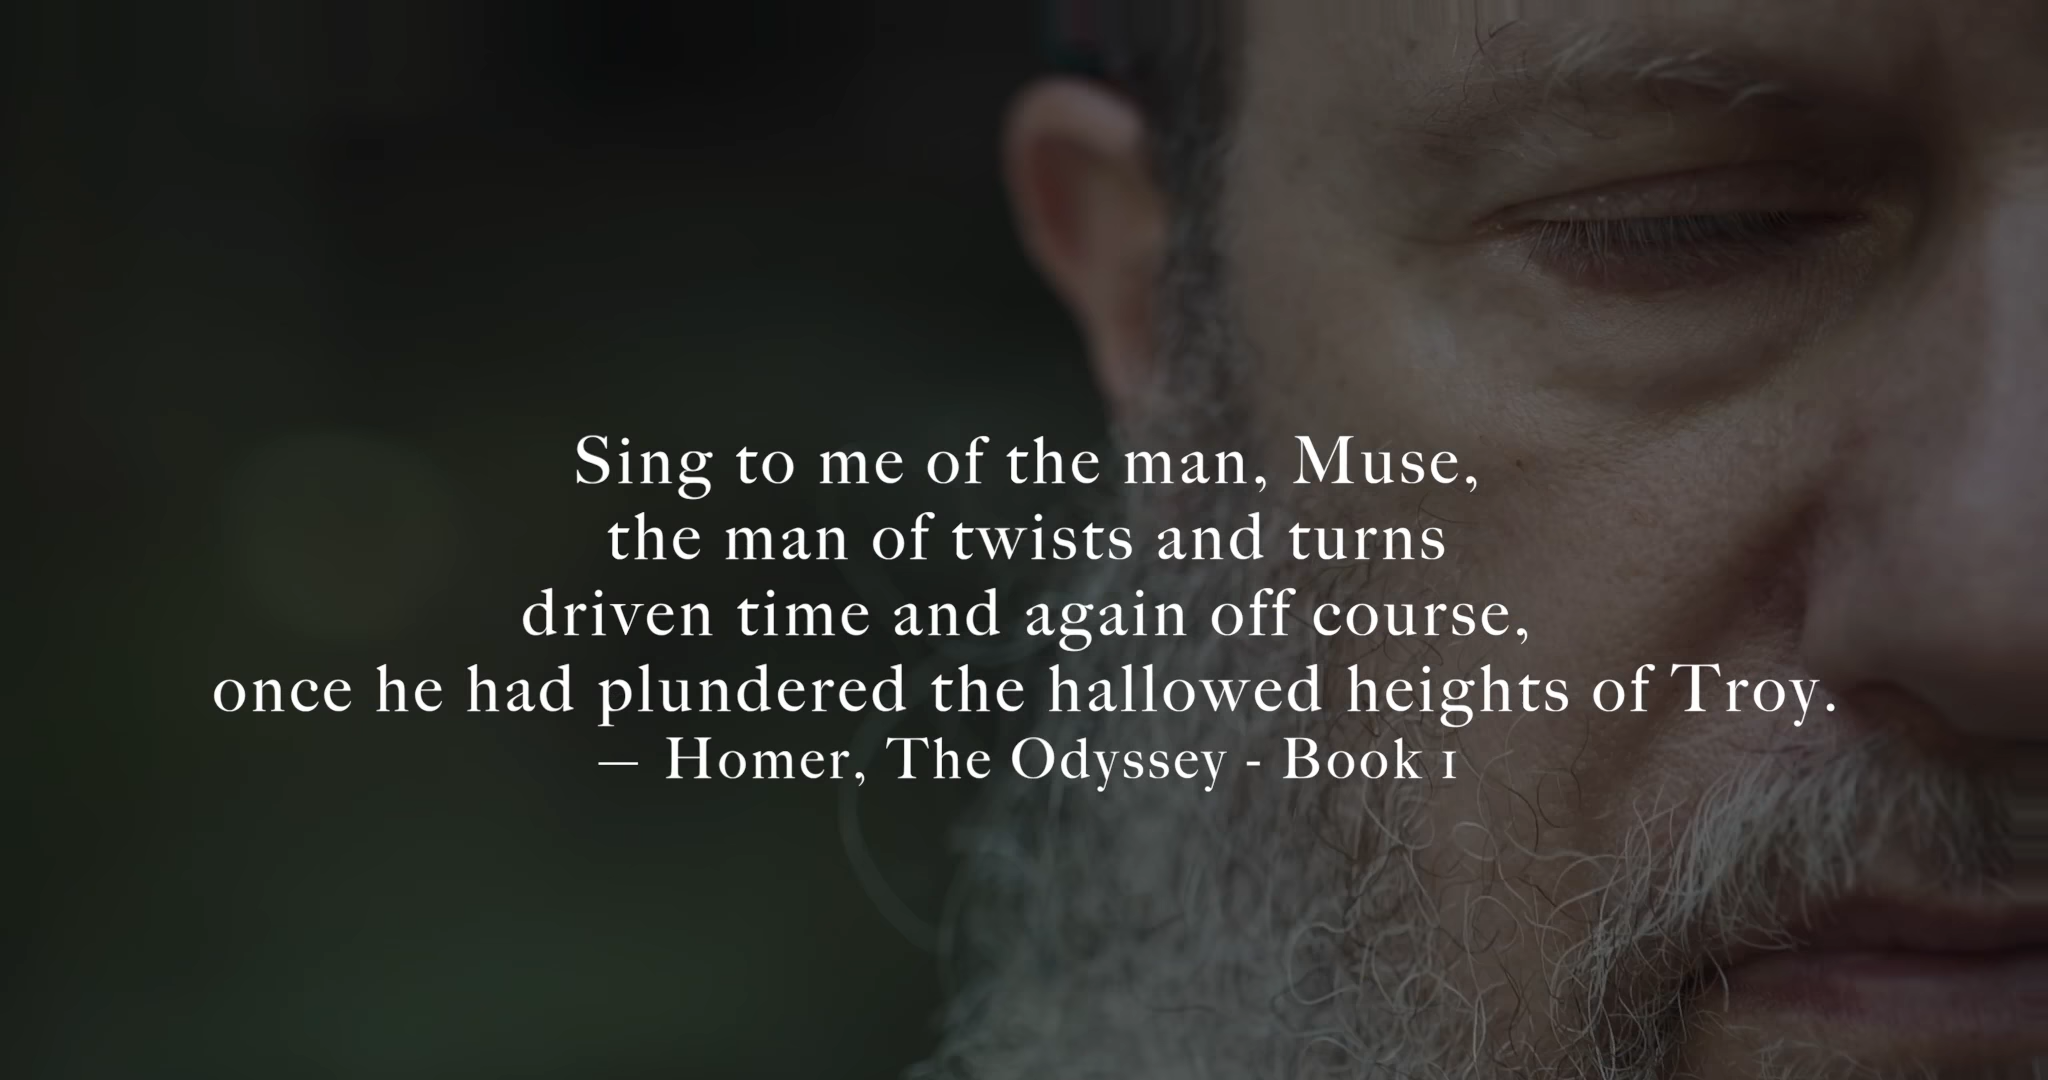 Sing to me of the man, Muse,
the man of twists and turns
driven time and again off course,
once he had plundered the hallowed heights of Troy.
— Homer, The Odyssey - Book 1